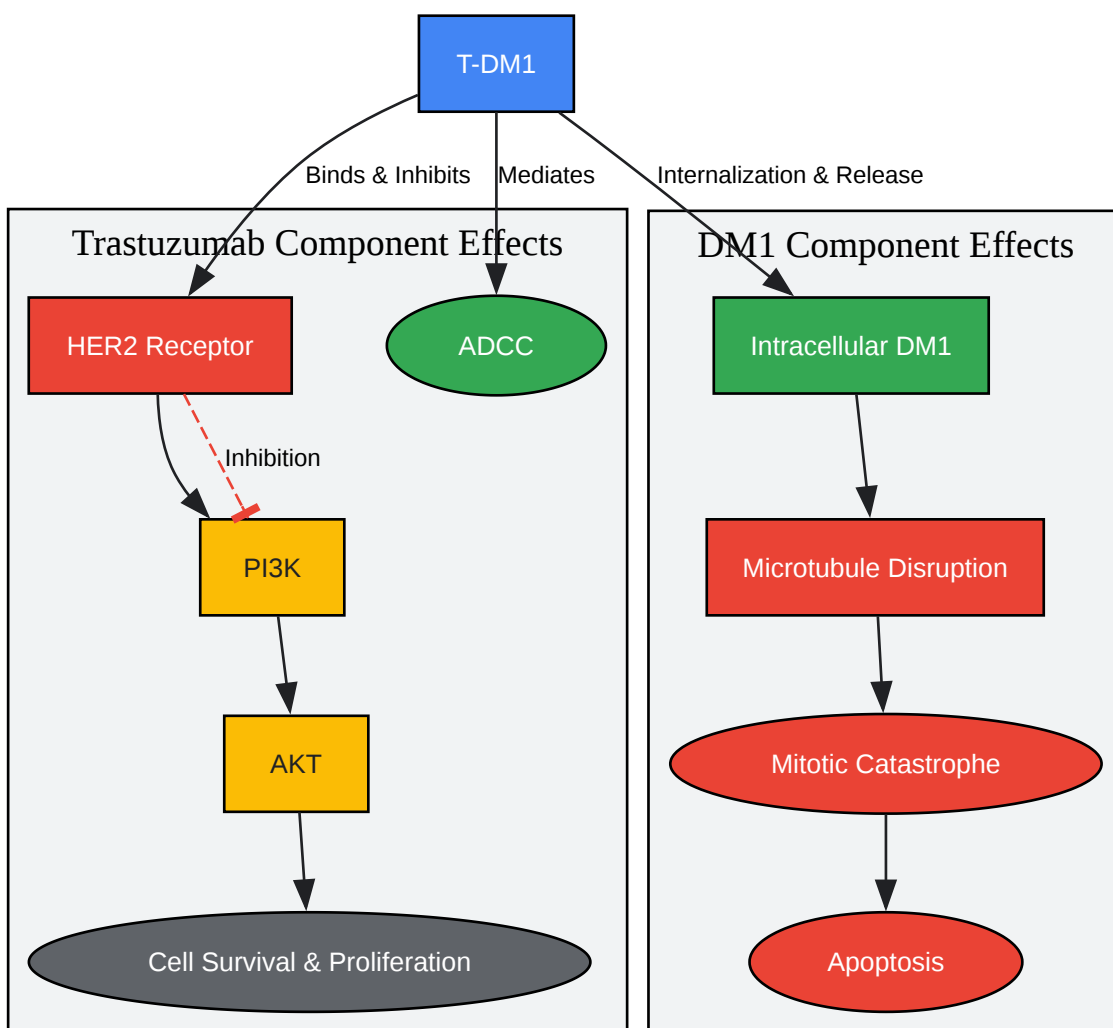 T-DM1
Binds & Inhibits
Mediates
Internalization & Release
Trastuzumab Component Effects
DM1 Component Effects
HER2 Receptor
ADCC
Intracellular DM1
Inhibition
PI3K
Microtubule Disruption
AKT
Mitotic Catastrophe
Cell Survival & Proliferation
Apoptosis